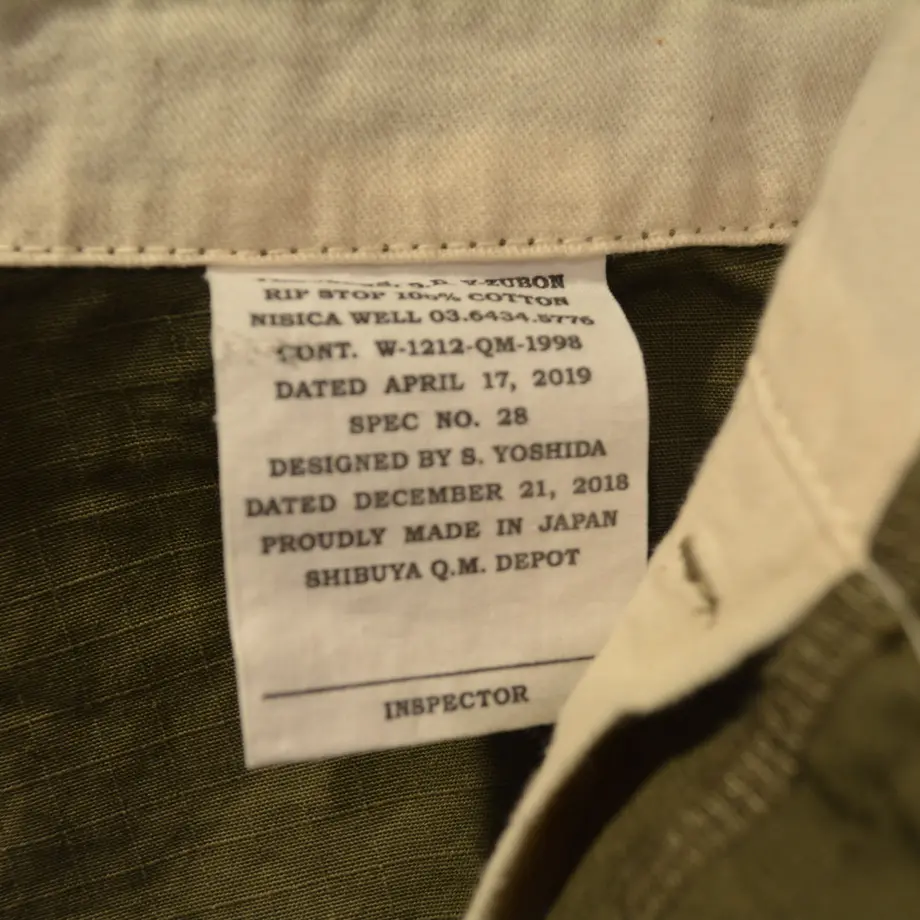 ZUBON
RIP STOP 100% COTTON
NISICA WELL 03.6434.5776
CONT. W-1212-QM-1998
DATED APRIL 17, 2019
SPEC NO. 28
DESIGNED BY S. YOSHIDA
DATED DECEMBER 21, 2018
PROUDLY MADE IN JAPAN
SHIBUYA Q.M. DEPOT
INSPECTOR